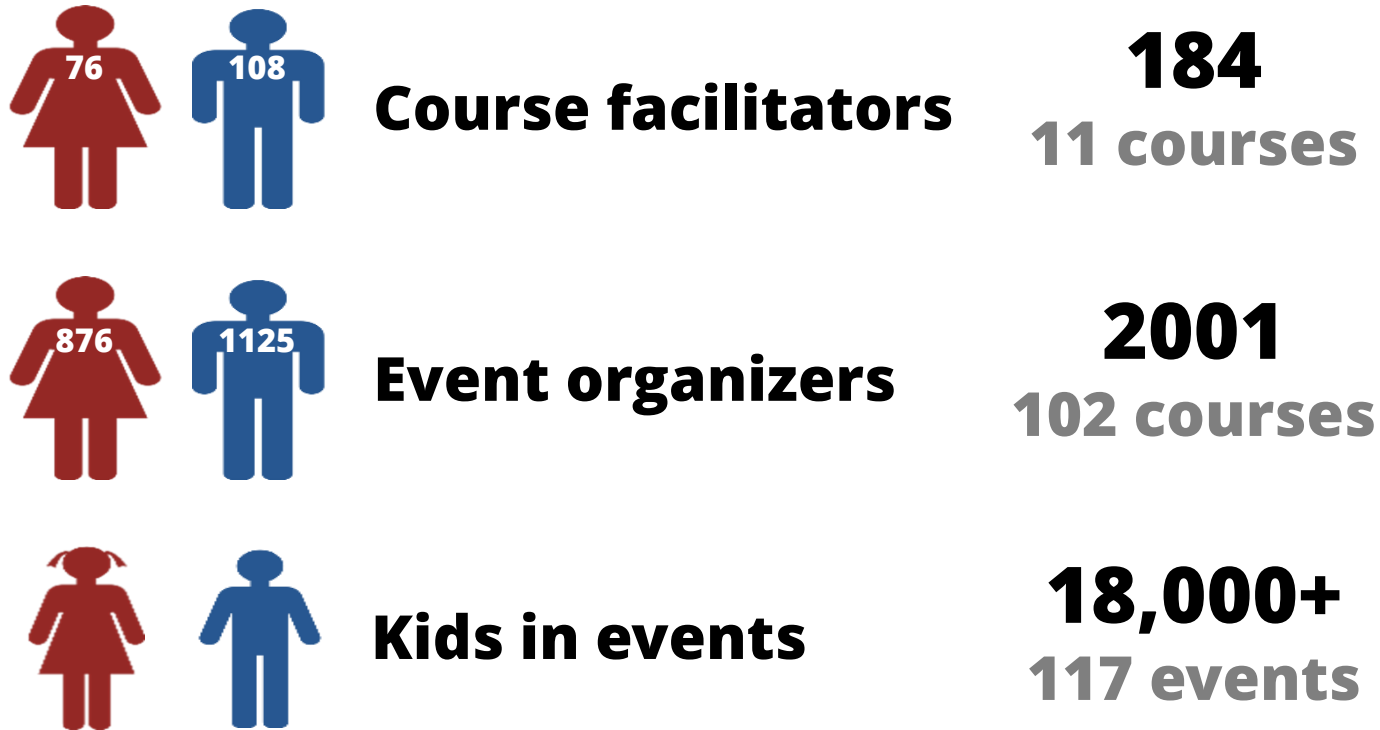 76
108
Course facilitators
184
11 courses
876
1125
Event organizers
2001
102 courses
Kids in events
18,000+
117 events